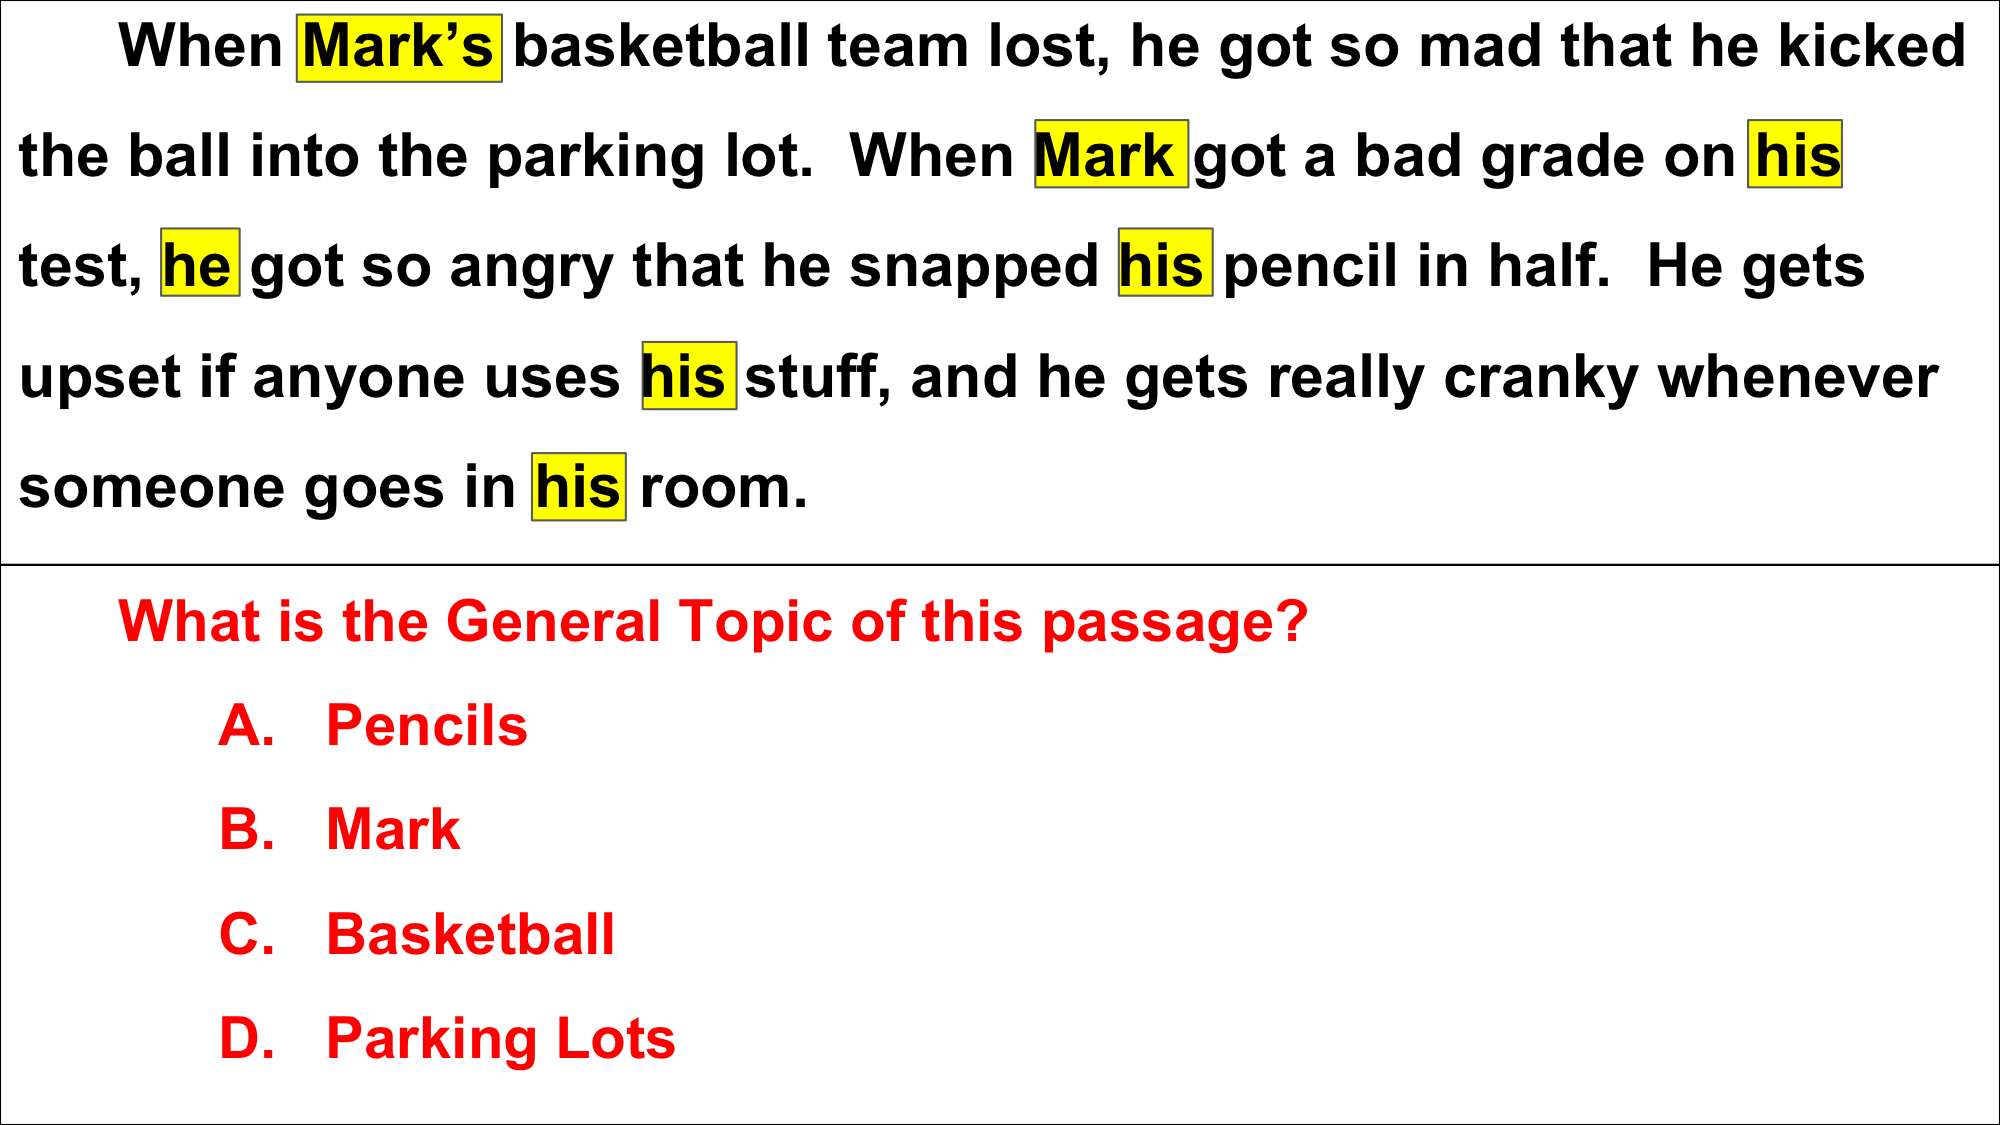 When Mark’s basketball team lost, he got so mad that he kicked
the ball into the parking lot.  When Mark got a bad grade on his
test, he got so angry that he snapped his pencil in half.  He gets
upset if anyone uses his stuff, and he gets really cranky whenever
someone goes in his room.
What is the General Topic of this passage?
A. Pencils
B. Mark
C. Basketball
D. Parking Lots